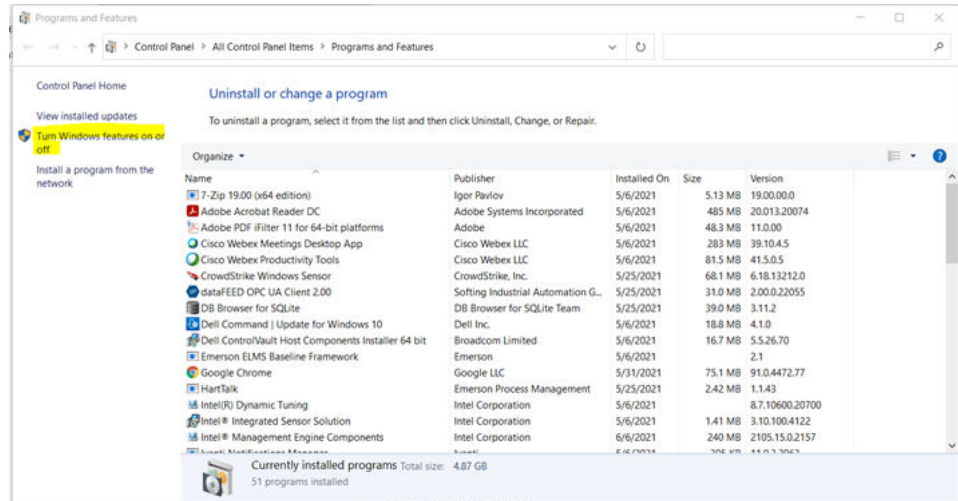 Programs and Features
Control Panel > All Control Panel Items > Programs and Features
Control Panel Home
View installed updates
Turn Windows features on or
off
Install a program from the
network
Uninstall or change a program
To uninstall a program, select it from the list and then click Uninstall, Change, or Repair.
Organize
Name Publisher Installed On Size Version
7-Zip 19.00 (x64 edition) Igor Pavlov 5/6/2021 5.13 MB 19.00.00.0
Adobe Acrobat Reader DC Adobe Systems Incorporated 5/6/2021 485 MB 20.013.20074
Adobe PDF iFilter 11 for 64-bit platforms Adobe 5/6/2021 48.3 MB 11.0.00
Cisco Webex Meetings Desktop App Cisco Webex LLC 5/6/2021 283 MB 39.10.4.5
Cisco Webex Productivity Tools Cisco Webex LLC 5/6/2021 81.5 MB 41.5.0.5
CrowdStrike Windows Sensor CrowdStrike, Inc. 5/25/2021 68.1 MB 6.18.13212.0
dataFEED OPC UA Client 2.00 Softing Industrial Automation G... 5/25/2021 31.0 MB 2.00.0.22055
DB Browser for SQLite DB Browser for SQLite Team 5/25/2021 39.0 MB 3.11.2
Dell Command | Update for Windows 10 Dell Inc. 5/6/2021 18.8 MB 4.1.0
Dell ControlVault Host Components Installer 64 bit Broadcom Limited 5/6/2021 16.7 MB 5.5.26.70
Emerson ELMS Baseline Framework Emerson 5/6/2021 2.1
Google Chrome Google LLC 5/31/2021 75.1 MB 91.0.4472.77
HartTalk Emerson Process Management 5/25/2021 2.42 MB 1.1.43
Intel(R) Dynamic Tuning Intel Corporation 5/6/2021 8.7.10600.20700
Intel® Integrated Sensor Solution Intel Corporation 5/6/2021 1.41 MB 3.10.100.4122
Intel® Management Engine Components Intel Corporation 6/6/2021 240 MB 2105.15.0.2157
Ivanti Notifications Manager Ivanti 5/6/2021
Currently installed programs Total size: 4.87 GB
51 programs installed